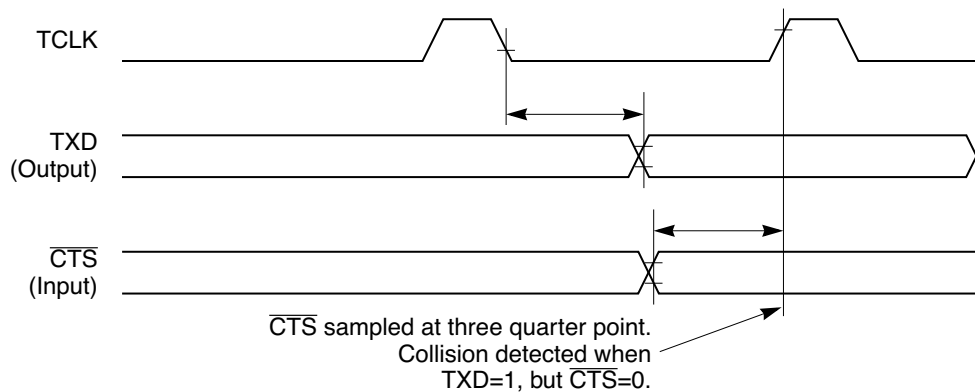 TCLK
TXD
(Output)
CTS
(Input)
CTS sampled at three quarter point.
Collision detected when
TXD=1, but CTS=0.